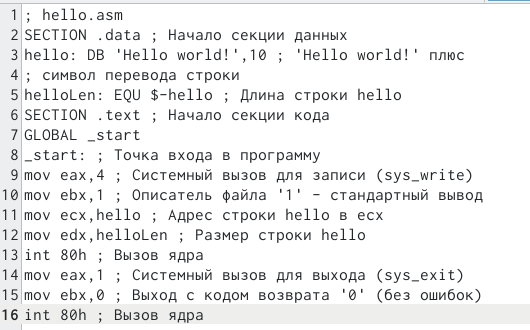 1 ; hello.asm
2 SECTION .data ; Начало секции данных
3 hello: DB 'Hello world!',10 ; 'Hello world!' плюс
4 ; символ перевода строки
5 helloLen: EQU $-hello ; Длина строки hello
6 SECTION .text ; Начало секции кода
7 GLOBAL _start
8 _start: ; Точка входа в программу
9 mov eax,4 ; Системный вызов для записи (sys_write)
10 mov ebx,1 ; Описатель файла '1' - стандартный вывод
11 mov ecx,hello ; Адрес строки hello в ecx
12 mov edx,helloLen ; Размер строки hello
13 int 80h ; Вызов ядра
14 mov eax,1 ; Системный вызов для выхода (sys_exit)
15 mov ebx,0 ; Выход с кодом возврата '0' (без ошибок)
16 int 80h ; Вызов ядра